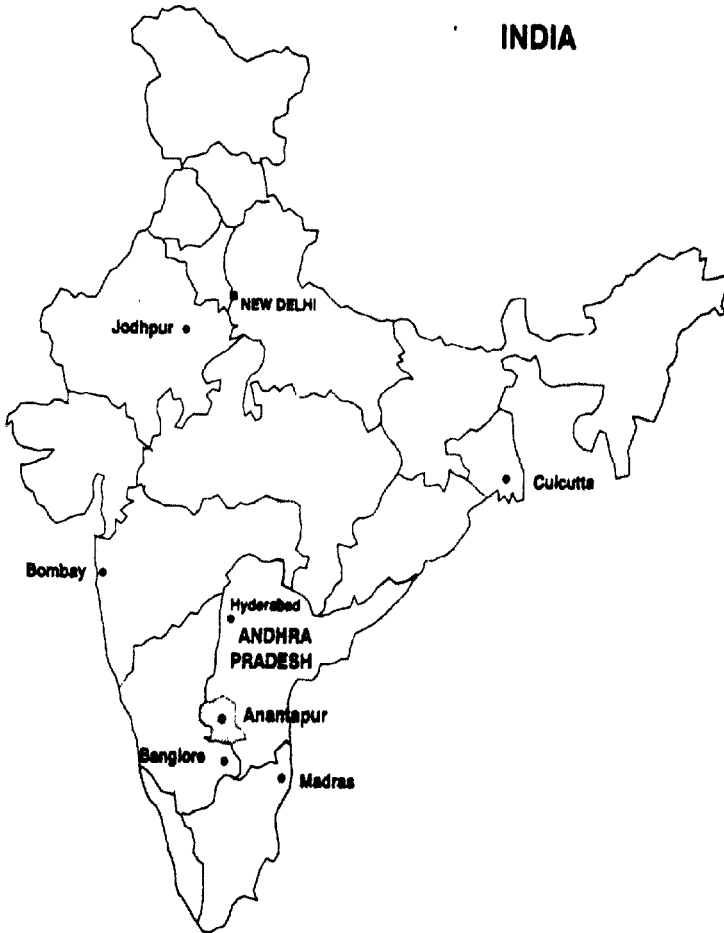 INDIA
NEW DELHI
Jodhpur
Culcutta
Bombay
Hyderabad
ANDHRA
PRADESH
Anantapur
Banglore
Madras